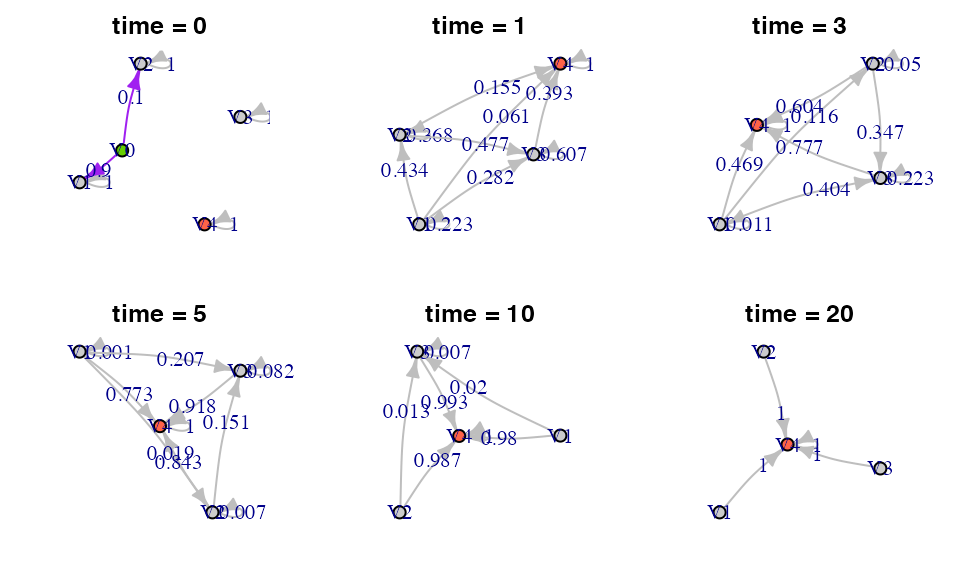 time = 0
V2 1
0.1
V3 1
V0
0.9
V1 1
V4 1
time = 1
V4 1
0.155
0.393
0.061
V2 0.368
0.477
V3 0.607
0.434
0.282
V1 0.223
time = 3
V2 0.05
0.604
0.116
V4 1
0.347
0.777
0.469
V3 0.223
0.404
V1 0.011
time = 5
V1 0.001
0.207
V3 0.082
0.773
0.918
0.151
V4 1
0.019
0.843
V2 0.007
time = 10
V3 0.007
0.02
0.993
0.013
V4 1
0.98
V1
0.987
V2
time = 20
V2
1
V4 1
1
1
V3
V1